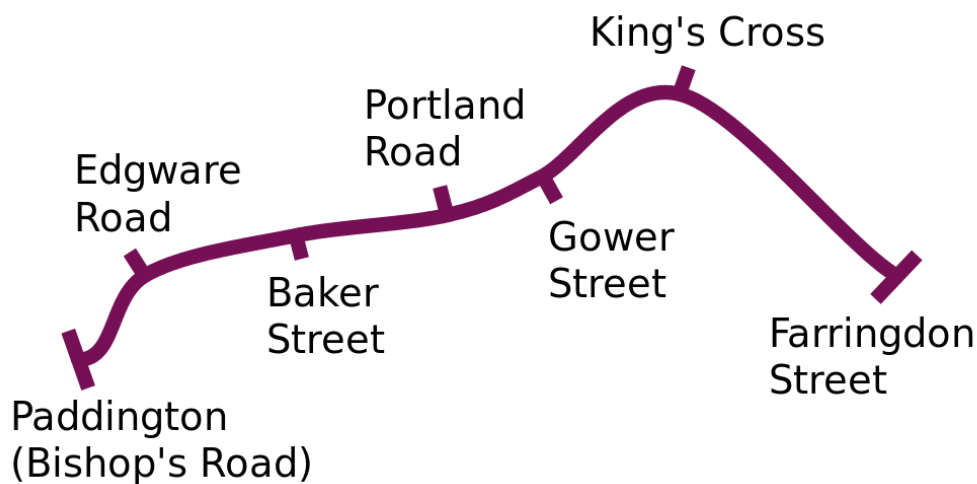 King's Cross
Portland
Road
Edgware
Road
Gower
Street
Baker
Street
Farringdon
Street
Paddington
(Bishop's Road)